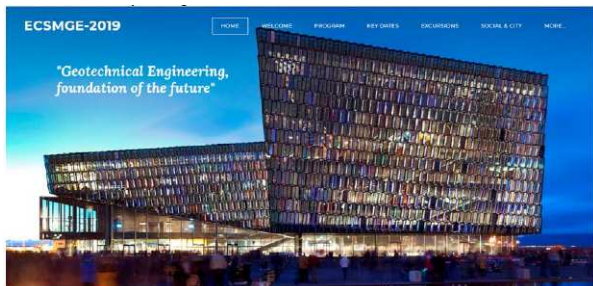 ECSMGE-2019
HOME WELCOME PROGRAM KEY DATES EXCURSIONS SOCIAL & CITY MORE...
"Geotechnical Engineering,
foundation of the future"